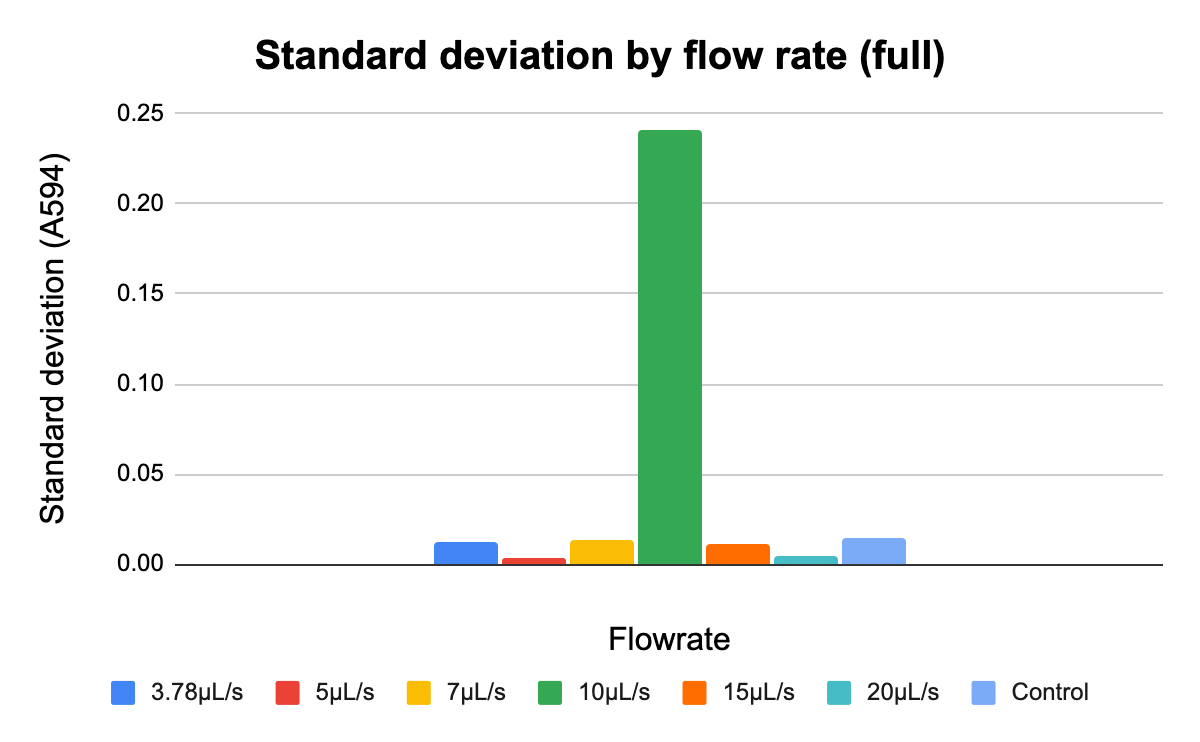 Standard deviation by flow rate (full)
Standard deviation (A594)
0.25
0.20
0.15
0.10
0.05
0.00
Flowrate
3.78µL/s 5µL/s 7µL/s 10µL/s 15µL/s 20µL/s Control